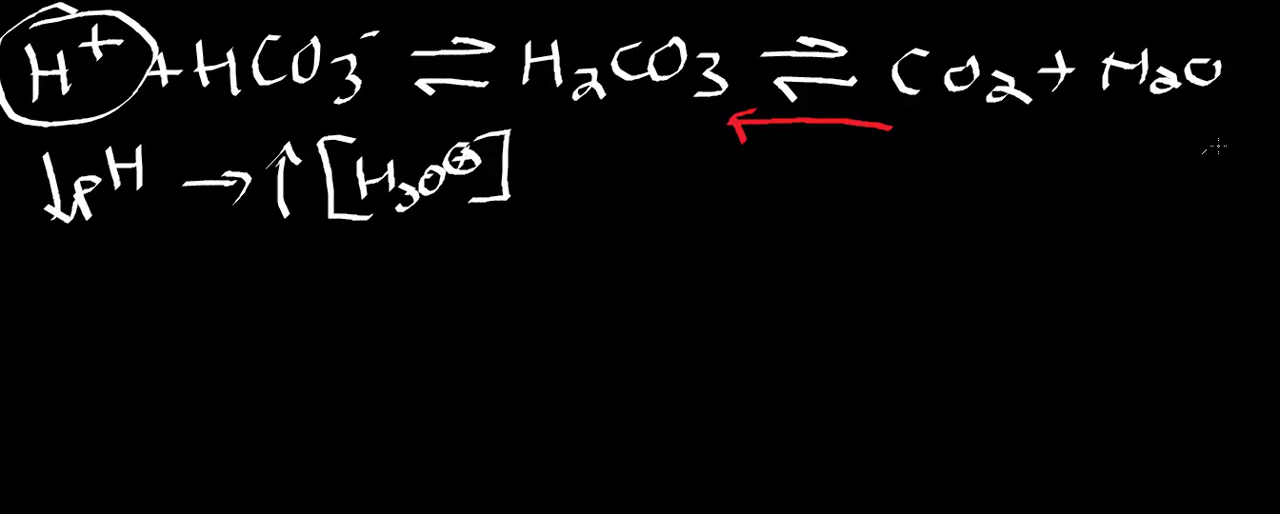 H⁺ + HCO₃⁻ ⇌ H₂CO₃ ⇌ CO₂ + H₂O
↓pH → ↑ [H₃O⊕]